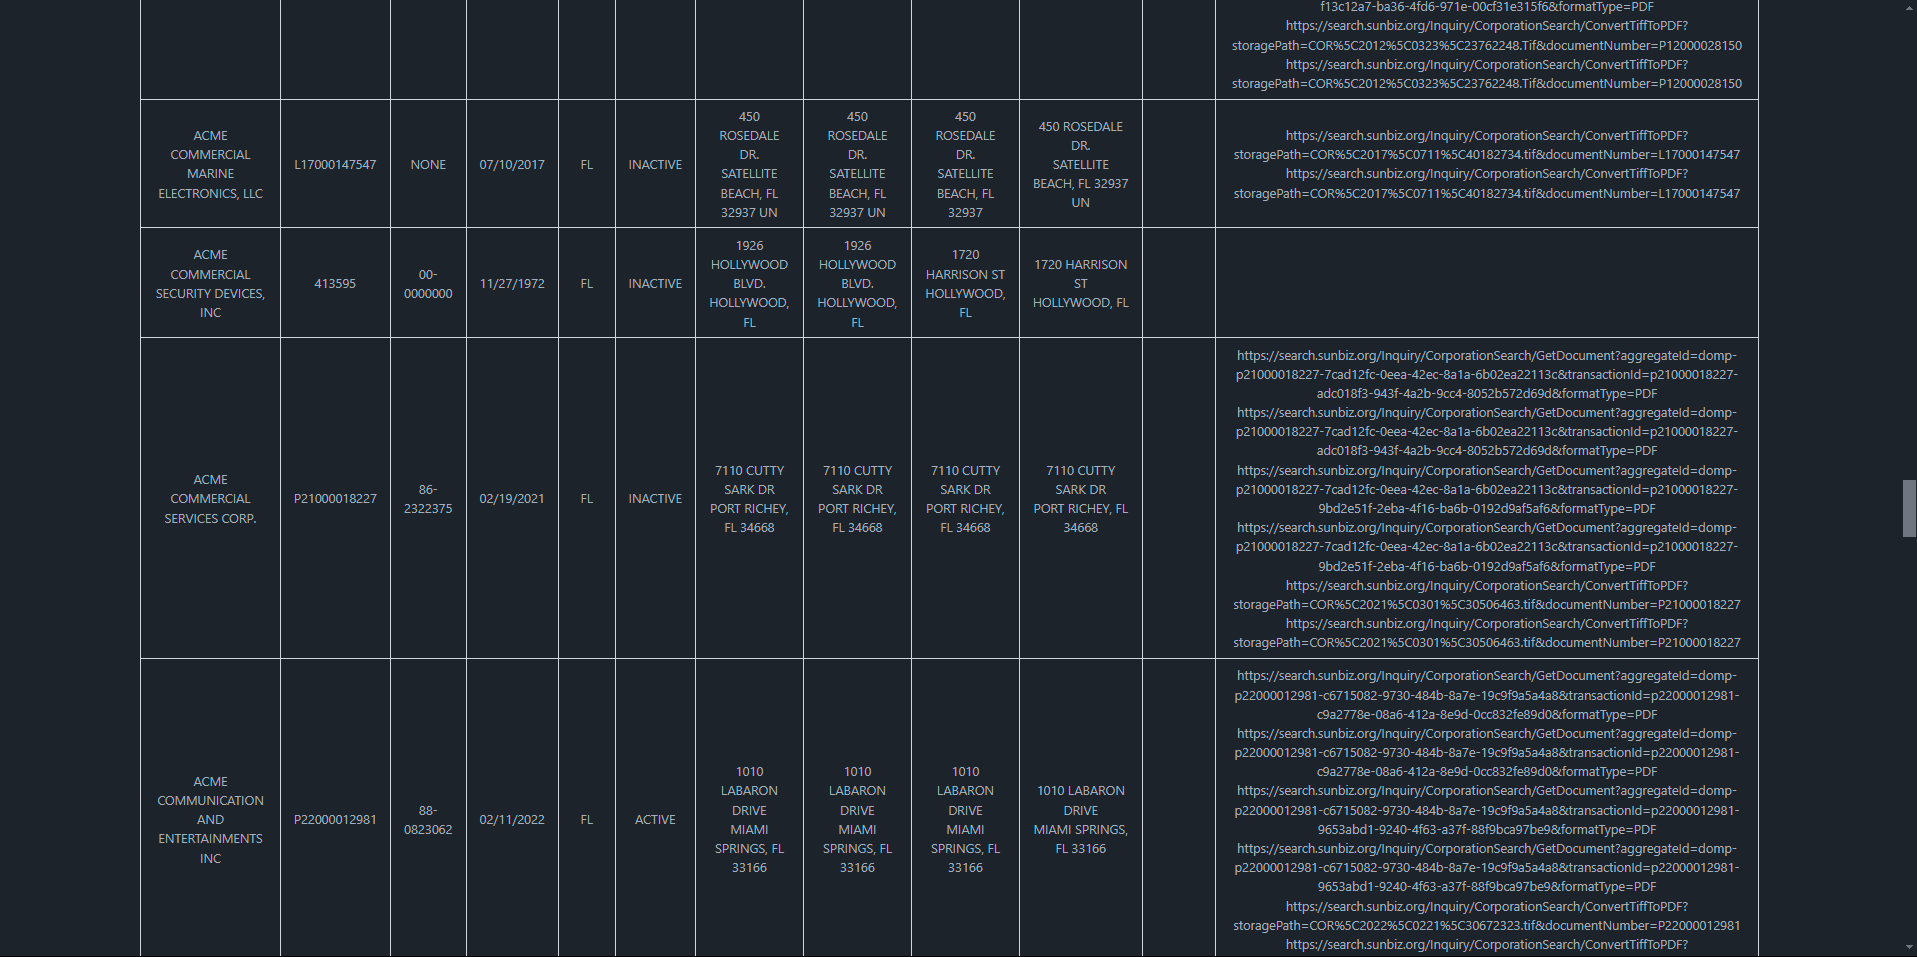 f13c12a7-ba36-4fd6-971e-00cf31e315f6&formatType=PDF
https://search.sunbiz.org/Inquiry/CorporationSearch/ConvertTiffToPDF?
storagePath=COR%5C2012%5C0323%5C23762248.Tif&documentNumber=P12000028150
https://search.sunbiz.org/Inquiry/CorporationSearch/ConvertTiffToPDF?
storagePath=COR%5C2012%5C0323%5C23762248.Tif&documentNumber=P12000028150
ACME
COMMERCIAL
MARINE
ELECTRONICS, LLC
L17000147547
NONE
07/10/2017
FL
INACTIVE
450
ROSEDALE
DR.
SATELLITE
BEACH, FL
32937 UN
450
ROSEDALE
DR.
SATELLITE
BEACH, FL
32937 UN
450
ROSEDALE
DR.
SATELLITE
BEACH, FL
32937
450 ROSEDALE
DR.
SATELLITE
BEACH, FL 32937
UN
https://search.sunbiz.org/Inquiry/CorporationSearch/ConvertTiffToPDF?
storagePath=COR%5C2017%5C0711%5C40182734.tif&documentNumber=L17000147547
https://search.sunbiz.org/Inquiry/CorporationSearch/ConvertTiffToPDF?
storagePath=COR%5C2017%5C0711%5C40182734.tif&documentNumber=L17000147547
ACME
COMMERCIAL
SECURITY DEVICES,
INC
413595
00-
0000000
11/27/1972
FL
INACTIVE
1926
HOLLYWOOD
BLVD.
HOLLYWOOD,
FL
1926
HOLLYWOOD
BLVD.
HOLLYWOOD,
FL
1720
HARRISON ST
HOLLYWOOD,
FL
1720 HARRISON
ST
HOLLYWOOD, FL
ACME
COMMERCIAL
SERVICES CORP.
P21000018227
86-
2322375
02/19/2021
FL
INACTIVE
7110 CUTTY
SARK DR
PORT RICHEY,
FL 34668
7110 CUTTY
SARK DR
PORT RICHEY,
FL 34668
7110 CUTTY
SARK DR
PORT RICHEY,
FL 34668
7110 CUTTY
SARK DR
PORT RICHEY, FL
34668
https://search.sunbiz.org/Inquiry/CorporationSearch/GetDocument?aggregateId=domp-
p21000018227-7cad12fc-0eea-42ec-8a1a-6b02ea22113c&transactionId=p21000018227-
adc018f3-943f-4a2b-9cc4-8052b572d69d&formatType=PDF
https://search.sunbiz.org/Inquiry/CorporationSearch/GetDocument?aggregateId=domp-
p21000018227-7cad12fc-0eea-42ec-8a1a-6b02ea22113c&transactionId=p21000018227-
adc018f3-943f-4a2b-9cc4-8052b572d69d&formatType=PDF
https://search.sunbiz.org/Inquiry/CorporationSearch/GetDocument?aggregateId=domp-
p21000018227-7cad12fc-0eea-42ec-8a1a-6b02ea22113c&transactionId=p21000018227-
9bd2e51f-2eba-4f16-ba6b-0192d9af5af6&formatType=PDF
https://search.sunbiz.org/Inquiry/CorporationSearch/GetDocument?aggregateId=domp-
p21000018227-7cad12fc-0eea-42ec-8a1a-6b02ea22113c&transactionId=p21000018227-
9bd2e51f-2eba-4f16-ba6b-0192d9af5af6&formatType=PDF
https://search.sunbiz.org/Inquiry/CorporationSearch/ConvertTiffToPDF?
storagePath=COR%5C2021%5C0301%5C30506463.tif&documentNumber=P21000018227
https://search.sunbiz.org/Inquiry/CorporationSearch/ConvertTiffToPDF?
storagePath=COR%5C2021%5C0301%5C30506463.tif&documentNumber=P21000018227
ACME
COMMUNICATION
AND
ENTERTAINMENTS
INC
P22000012981
88-
0823062
02/11/2022
FL
ACTIVE
1010
LABARON
DRIVE
MIAMI
SPRINGS, FL
33166
1010
LABARON
DRIVE
MIAMI
SPRINGS, FL
33166
1010
LABARON
DRIVE
MIAMI
SPRINGS, FL
33166
1010 LABARON
DRIVE
MIAMI SPRINGS,
FL 33166
https://search.sunbiz.org/Inquiry/CorporationSearch/GetDocument?aggregateId=domp-
p22000012981-c6715082-9730-484b-8a7e-19c9f9a5a4a8&transactionId=p22000012981-
c9a2778e-08a6-412a-8e9d-0cc832fe89d0&formatType=PDF
https://search.sunbiz.org/Inquiry/CorporationSearch/GetDocument?aggregateId=domp-
p22000012981-c6715082-9730-484b-8a7e-19c9f9a5a4a8&transactionId=p22000012981-
c9a2778e-08a6-412a-8e9d-0cc832fe89d0&formatType=PDF
https://search.sunbiz.org/Inquiry/CorporationSearch/GetDocument?aggregateId=domp-
p22000012981-c6715082-9730-484b-8a7e-19c9f9a5a4a8&transactionId=p22000012981-
9653abd1-9240-4f63-a37f-88f9bca97be9&formatType=PDF
https://search.sunbiz.org/Inquiry/CorporationSearch/GetDocument?aggregateId=domp-
p22000012981-c6715082-9730-484b-8a7e-19c9f9a5a4a8&transactionId=p22000012981-
9653abd1-9240-4f63-a37f-88f9bca97be9&formatType=PDF
https://search.sunbiz.org/Inquiry/CorporationSearch/ConvertTiffToPDF?
storagePath=COR%5C2022%5C0221%5C30672323.tif&documentNumber=P22000012981
https://search.sunbiz.org/Inquiry/CorporationSearch/ConvertTiffToPDF?